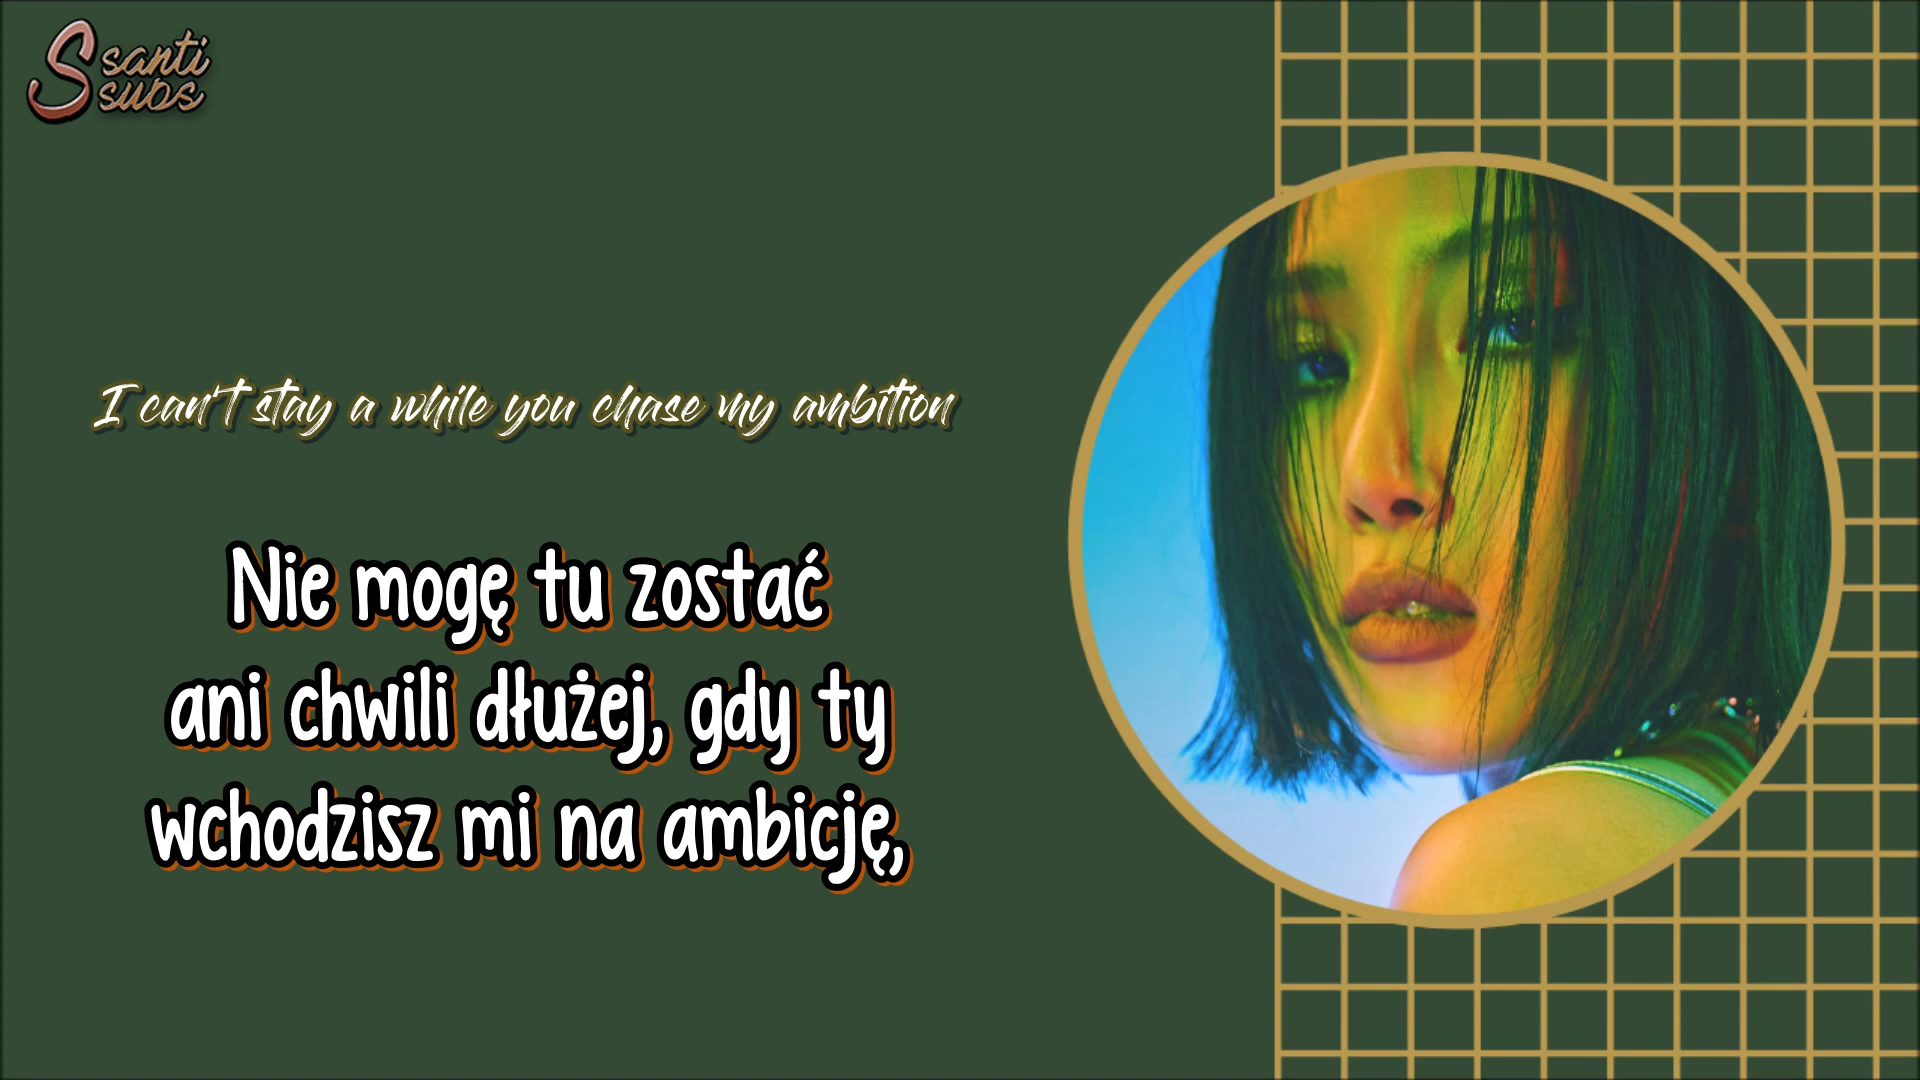 Ssanti
subs
I can't stay a while you chase my ambition
Nie mogę tu zostać
ani chwili dłużej, gdy ty
wchodzisz mi na ambicję,